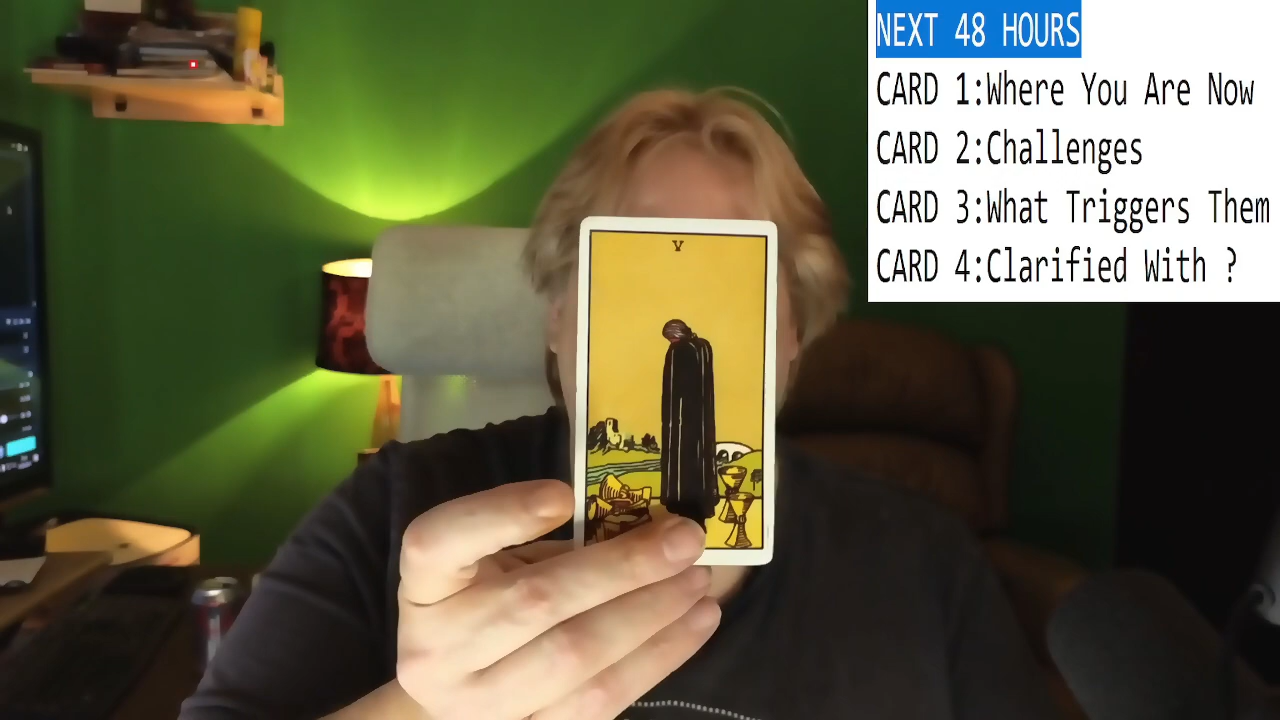 NEXT 48 HOURS
CARD 1:Where You Are Now
CARD 2:Challenges
CARD 3:What Triggers Them
CARD 4:Clarified With ?
V